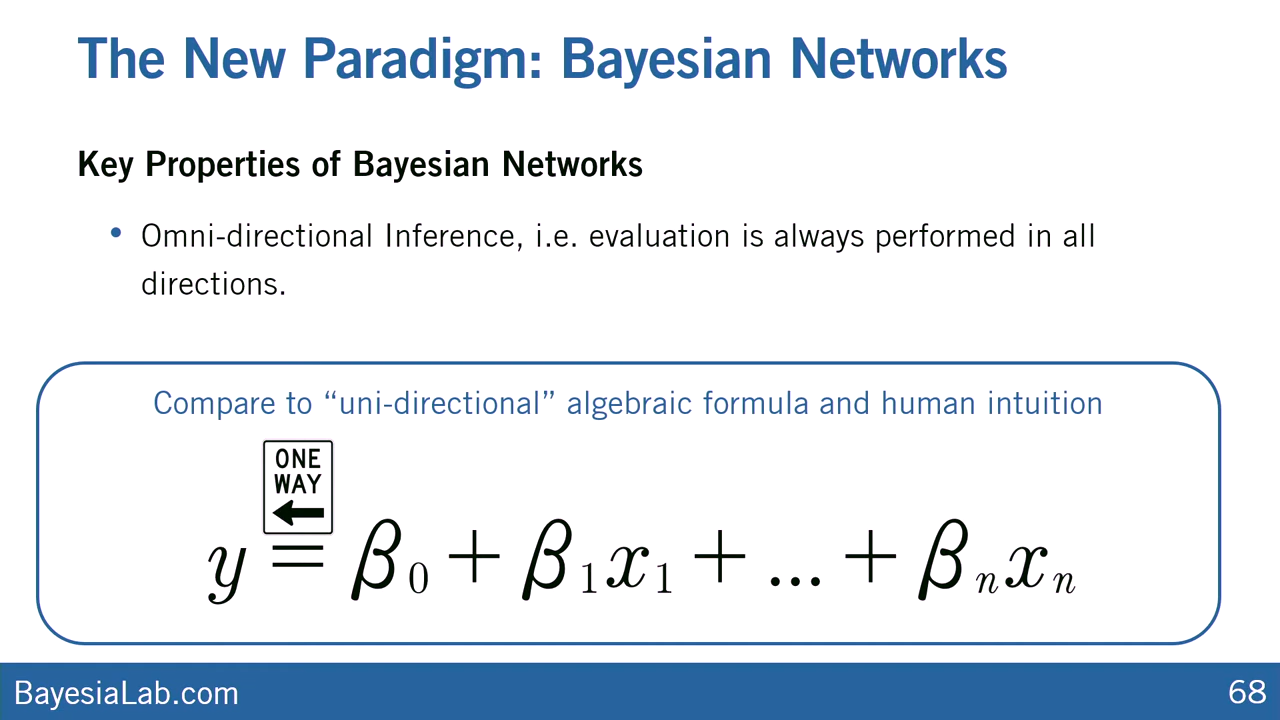 The New Paradigm: Bayesian Networks
Key Properties of Bayesian Networks
• Omni-directional Inference, i.e. evaluation is always performed in all
directions.
Compare to “uni-directional” algebraic formula and human intuition
ONE
WAY
y = β₀ + β₁x₁ + ... + βₙxₙ
BayesiaLab.com
68